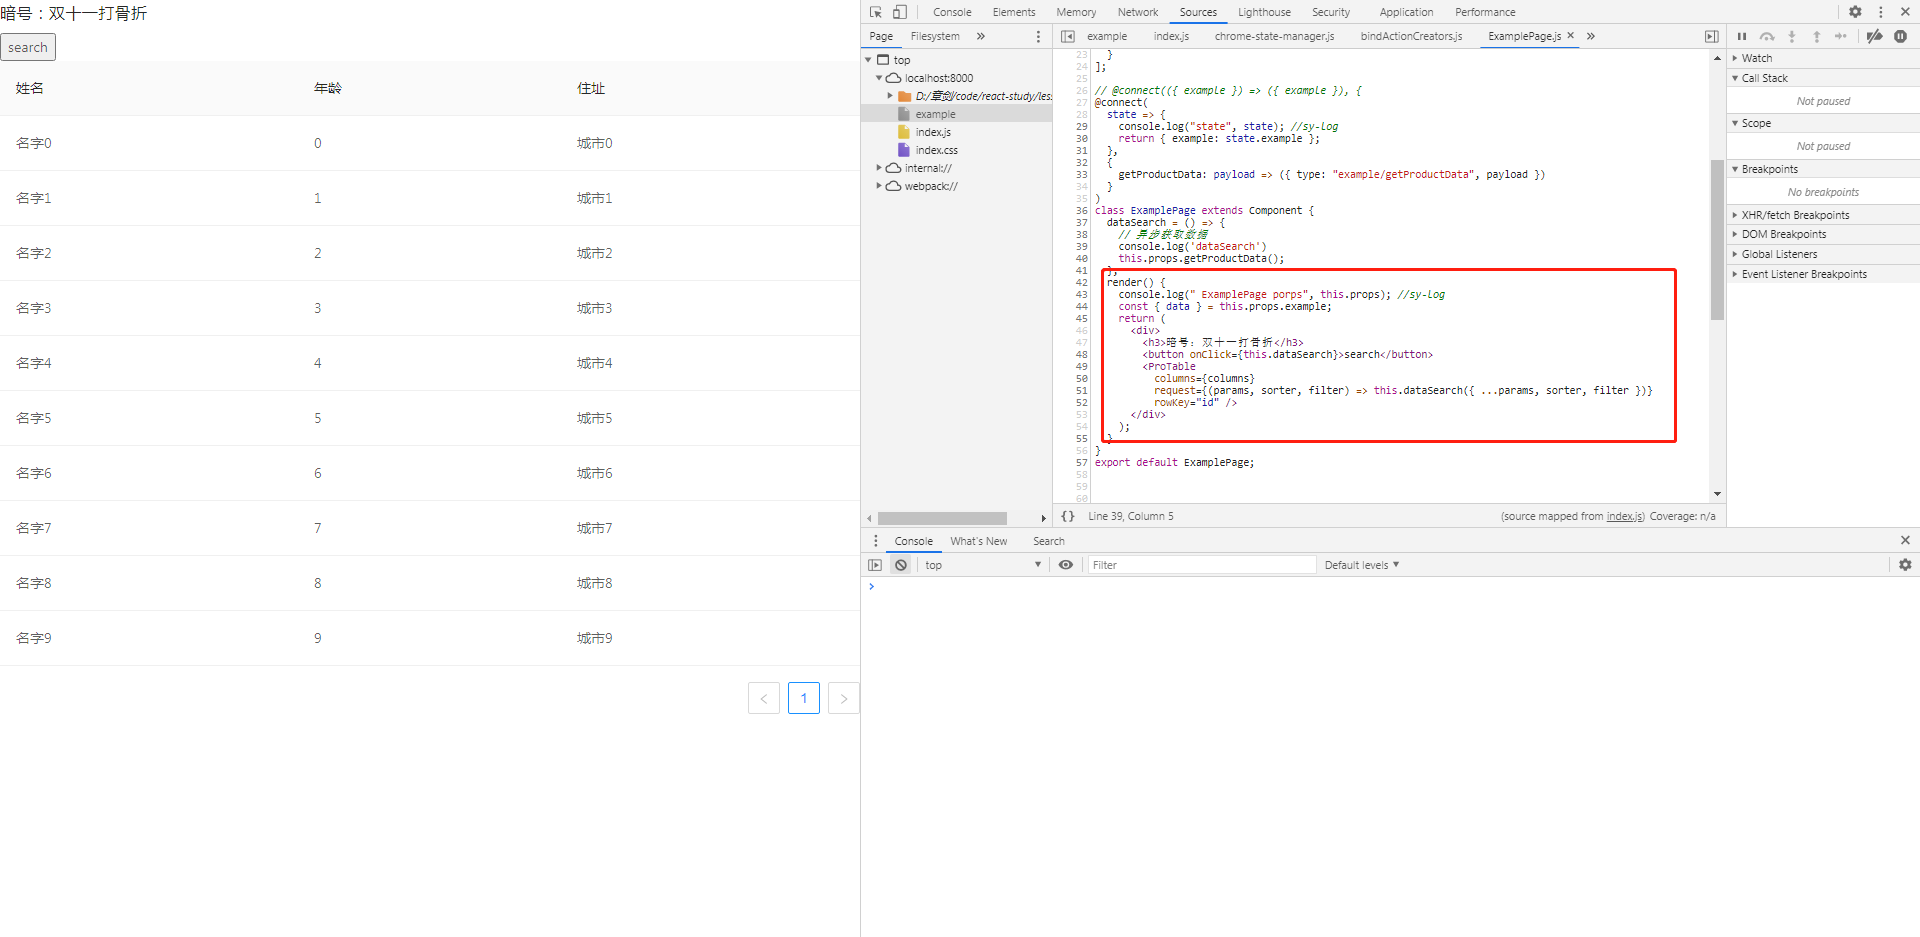 暗号：双十一打骨折
search
姓名 年龄 住址
名字0 0 城市0
名字1 1 城市1
名字2 2 城市2
名字3 3 城市3
名字4 4 城市4
名字5 5 城市5
名字6 6 城市6
名字7 7 城市7
名字8 8 城市8
名字9 9 城市9
< 1 >
Console Elements Memory Network Sources Lighthouse Security Application Performance
Page Filesystem »
top
localhost:8000
D:/章剑/code/react-study/les
example
index.js
index.css
internal://
webpack://
example index.js chrome-state-manager.js bindActionCreators.js ExamplePage.js × »
23 }
24 ];
25
26 // @connect(({ example }) => ({ example }), {
27 @connect(
28 state => {
29 console.log("state", state); //sy-log
30 return { example: state.example };
31 },
32 {
33 getProductData: payload => ({ type: "example/getProductData", payload })
34 }
35 )
36 class ExamplePage extends Component {
37 dataSearch = () => {
38 // 异步获取数据
39 console.log('dataSearch')
40 this.props.getProductData();
41 };
42 render() {
43 console.log(" ExamplePage porps", this.props); //sy-log
44 const { data } = this.props.example;
45 return (
46 <div>
47 <h3>暗号：双十一打骨折</h3>
48 <button onClick={this.dataSearch}>search</button>
49 <ProTable
50 columns={columns}
51 request={(params, sorter, filter) => this.dataSearch({ ...params, sorter, filter })}
52 rowKey="id" />
53 </div>
54 );
55 }
56 }
57 export default ExamplePage;
58
59
60
{} Line 39, Column 5 (source mapped from index.js) Coverage: n/a
Watch
Call Stack
Not paused
Scope
Not paused
Breakpoints
No breakpoints
XHR/fetch Breakpoints
DOM Breakpoints
Global Listeners
Event Listener Breakpoints
Console What's New Search
top Filter Default levels